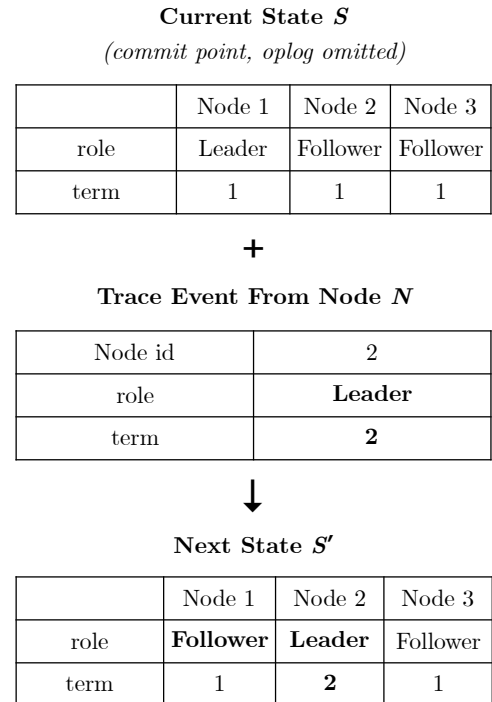 Current State S
(commit point, oplog omitted)
Node 1 Node 2 Node 3
role Leader Follower Follower
term 1 1 1
+
Trace Event From Node N
Node id 2
role Leader
term 2
↓
Next State S′
Node 1 Node 2 Node 3
role Follower Leader Follower
term 1 2 1